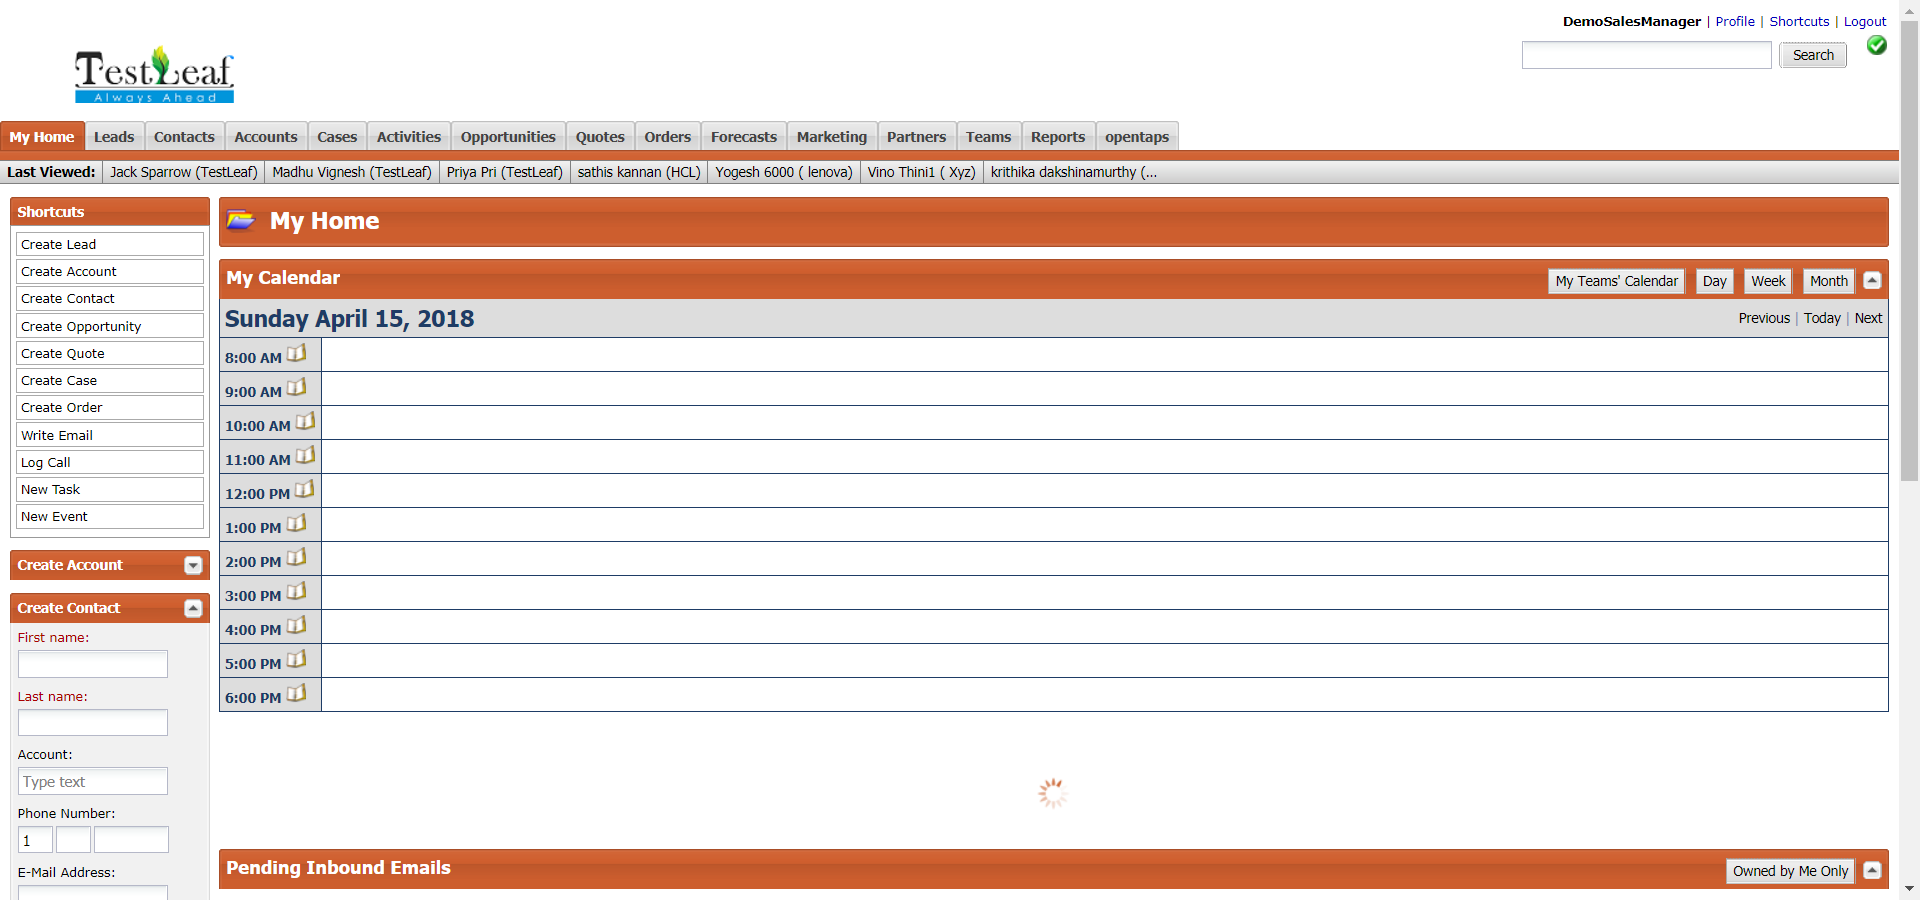 DemoSalesManager | Profile | Shortcuts | Logout
Search
TestLeaf
Always Ahead
My Home Leads Contacts Accounts Cases Activities Opportunities Quotes Orders Forecasts Marketing Partners Teams Reports opentaps
Last Viewed: Jack Sparrow (TestLeaf) Madhu Vignesh (TestLeaf) Priya Pri (TestLeaf) sathis kannan (HCL) Yogesh 6000 ( lenova) Vino Thini1 ( Xyz) krithika dakshinamurthy (...
Shortcuts
Create Lead
Create Account
Create Contact
Create Opportunity
Create Quote
Create Case
Create Order
Write Email
Log Call
New Task
New Event
Create Account
Create Contact
First name:
Last name:
Account:
Type text
Phone Number:
1
E-Mail Address:
My Home
My Calendar
My Teams' Calendar Day Week Month
Sunday April 15, 2018
Previous | Today | Next
8:00 AM
9:00 AM
10:00 AM
11:00 AM
12:00 PM
1:00 PM
2:00 PM
3:00 PM
4:00 PM
5:00 PM
6:00 PM
Pending Inbound Emails
Owned by Me Only